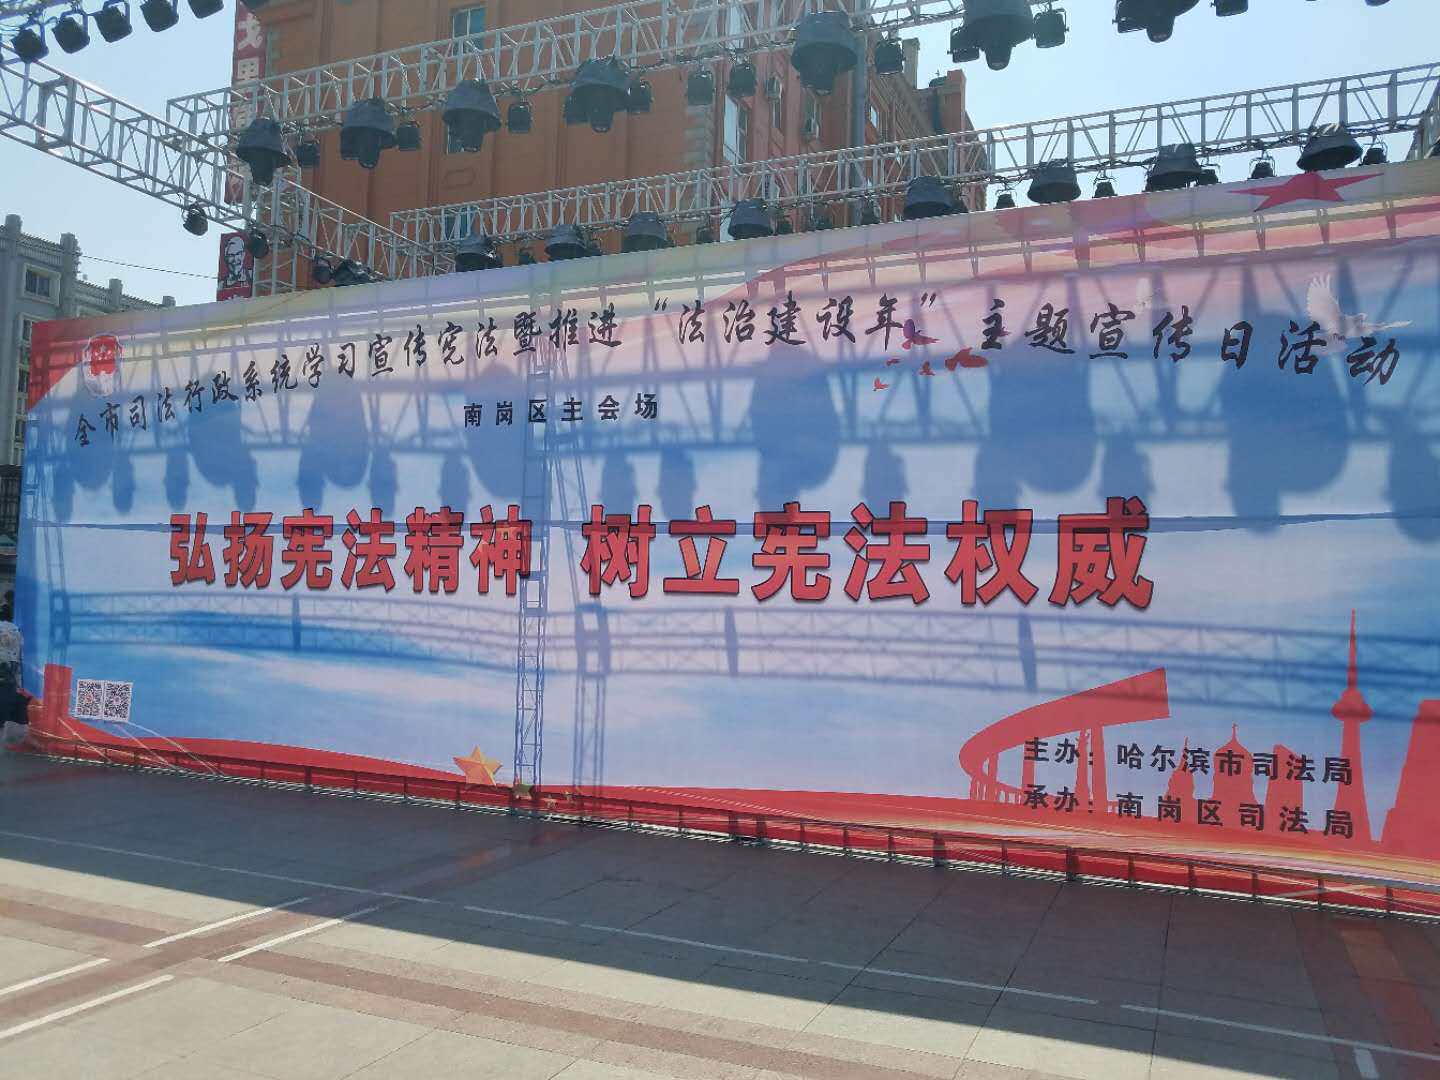 全市司法行政系统学习宣传宪法暨推进“法治建设年”主题宣传日活动
南岗区主会场
弘扬宪法精神 树立宪法权威
主办：哈尔滨市司法局
承办：南岗区司法局